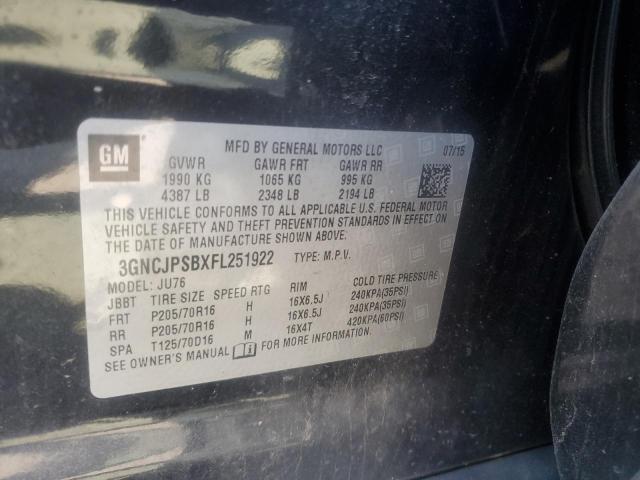 GM
MFD BY GENERAL MOTORS LLC 07/15
GVWR GAWR FRT GAWR RR
1990 KG 1065 KG 995 KG
4387 LB 2348 LB 2194 LB
THIS VEHICLE CONFORMS TO ALL APPLICABLE U.S. FEDERAL MOTOR
VEHICLE SAFETY AND THEFT PREVENTION STANDARDS IN EFFECT ON THE
DATE OF MANUFACTURE SHOWN ABOVE.
3GNCJPSBXFL251922 TYPE: M.P.V.
MODEL: JU76
JBBT TIRE SIZE SPEED RTG RIM COLD TIRE PRESSURE
FRT P205/70R16 H 16X6.5J 240KPA(35PSI)
RR P205/70R16 H 16X6.5J 240KPA(35PSI)
SPA T125/70D16 M 16X4T 420KPA(60PSI)
SEE OWNER'S MANUAL FOR MORE INFORMATION.